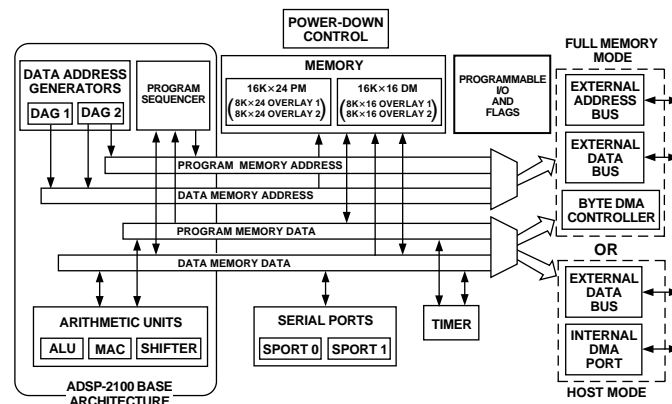 POWER-DOWN
CONTROL
DATA ADDRESS
GENERATORS
DAG 1
DAG 2
PROGRAM
SEQUENCER
MEMORY
16K×24 PM
(8K×24 OVERLAY 1
8K×24 OVERLAY 2)
16K×16 DM
(8K×16 OVERLAY 1
8K×16 OVERLAY 2)
PROGRAMMABLE
I/O
AND
FLAGS
FULL MEMORY
MODE
EXTERNAL
ADDRESS
BUS
EXTERNAL
DATA
BUS
BYTE DMA
CONTROLLER
OR
EXTERNAL
DATA
BUS
INTERNAL
DMA
PORT
HOST MODE
PROGRAM MEMORY ADDRESS
DATA MEMORY ADDRESS
PROGRAM MEMORY DATA
DATA MEMORY DATA
ARITHMETIC UNITS
ALU
MAC
SHIFTER
SERIAL PORTS
SPORT 0
SPORT 1
TIMER
ADSP-2100 BASE
ARCHITECTURE